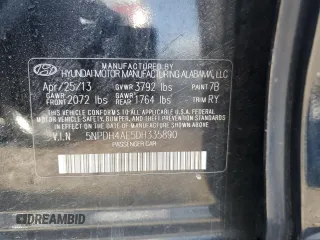 MANUFACTURED BY
HYUNDAI MOTOR MANUFACTURING ALABAMA, LLC
Apr/25/13 GVWR 3792 lbs PAINT 7B
GAWR FRONT 2072 lbs GAWR REAR 1764 lbs TRIM RY
THIS VEHICLE CONFORMS TO ALL APPLICABLE U.S.A FEDERAL
MOTOR VEHICLE SAFETY, BUMPER, AND THEFT PREVENTION
STANDARDS IN EFFECT ON THE DATE OF MANUFACTURE SHOWN ABOVE.
V.I.N 5NPDH4AE5DH335890
PASSENGER CAR
© AUTOBIDMASTER